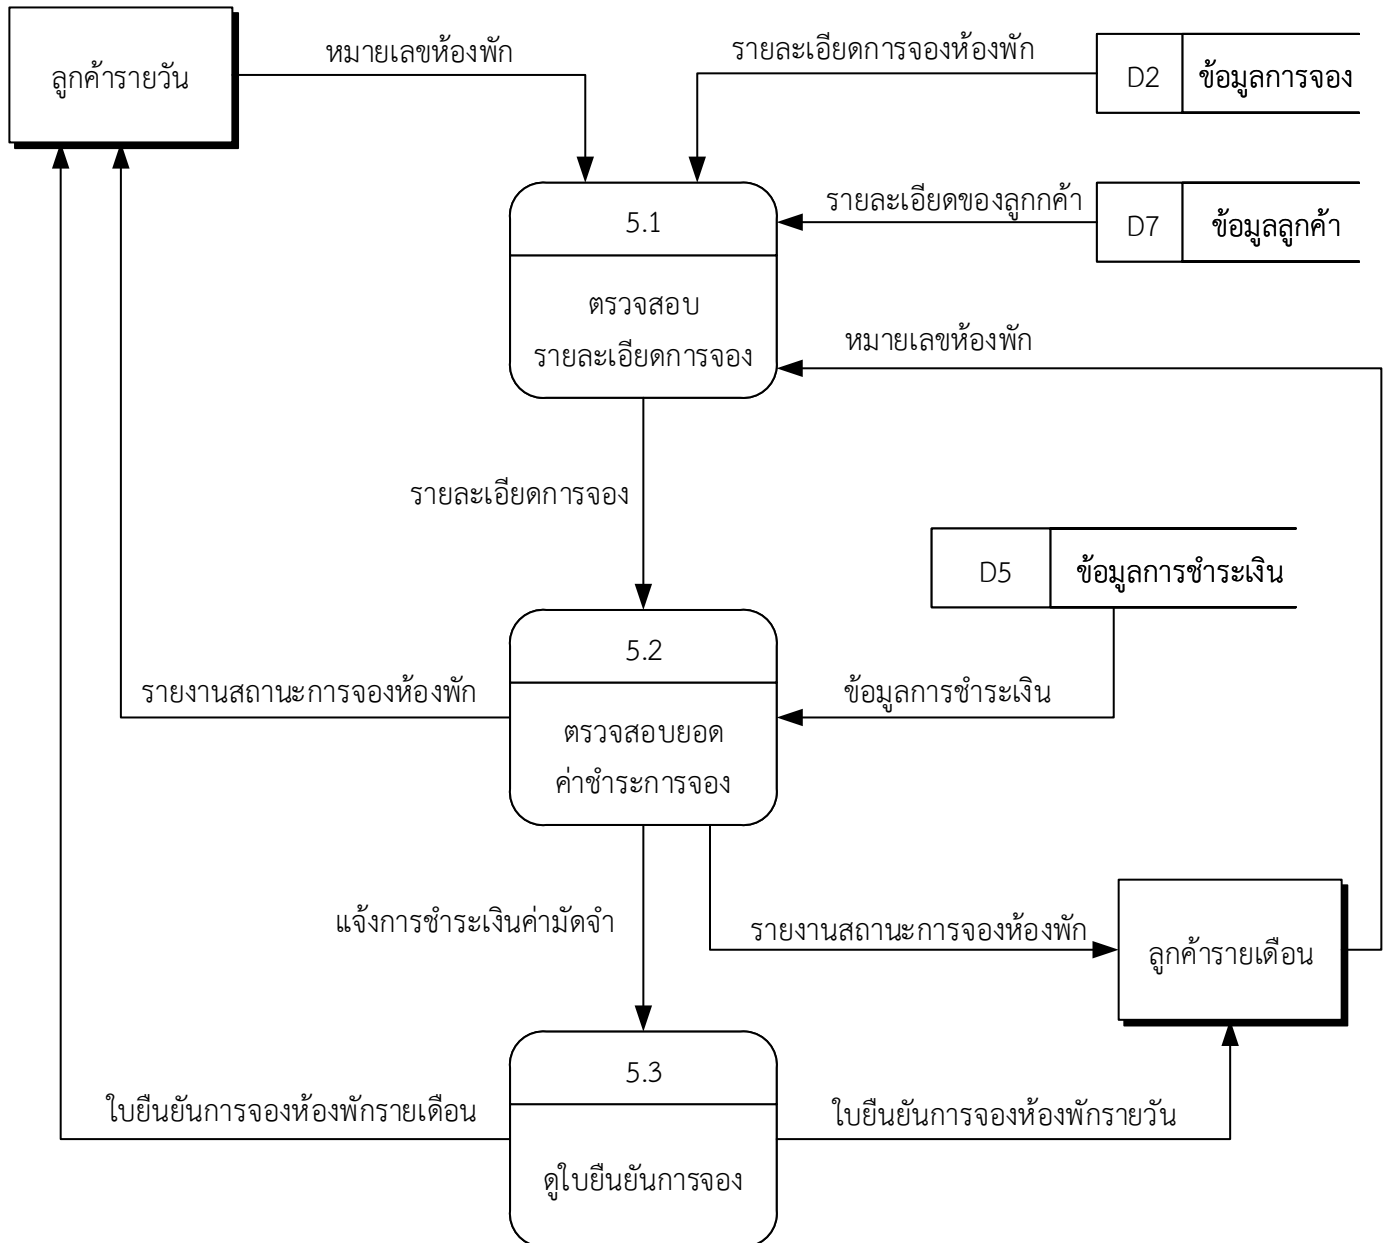 ลูกค้ารายวัน
หมายเลขห้องพัก
รายละเอียดการจองห้องพัก
D2
ข้อมูลการจอง
5.1
รายละเอียดของลูกกค้า
D7
ข้อมูลลูกค้า
ตรวจสอบ
รายละเอียดการจอง
หมายเลขห้องพัก
รายละเอียดการจอง
D5
ข้อมูลการชำระเงิน
5.2
รายงานสถานะการจองห้องพัก
ข้อมูลการชำระเงิน
ตรวจสอบยอด
ค่าชำระการจอง
แจ้งการชำระเงินค่ามัดจำ
รายงานสถานะการจองห้องพัก
ลูกค้ารายเดือน
5.3
ใบยืนยันการจองห้องพักรายเดือน
ใบยืนยันการจองห้องพักรายวัน
ดูใบยืนยันการจอง